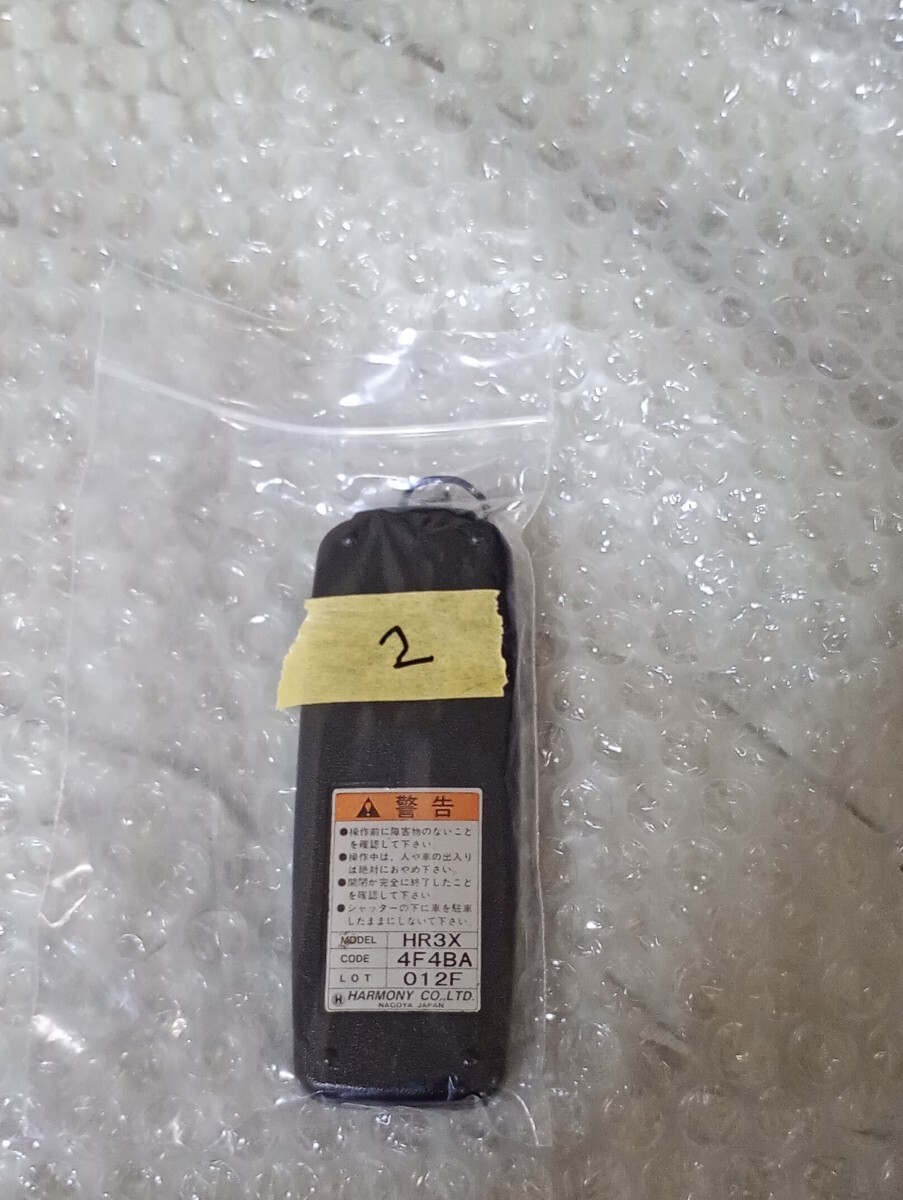 2
警告
●操作前に障害物のないこと
を確認して下さい。
●操作中は、人や車の出入り
は絶対におやめ下さい。
●開閉が完全に終了したこと
を確認して下さい。
●シャッターの下に車を駐車
したままにしないで下さい。
MODEL HR3X
CODE 4F4BA
LOT 012F
H HARMONY CO.,LTD.
NAGOYA JAPAN